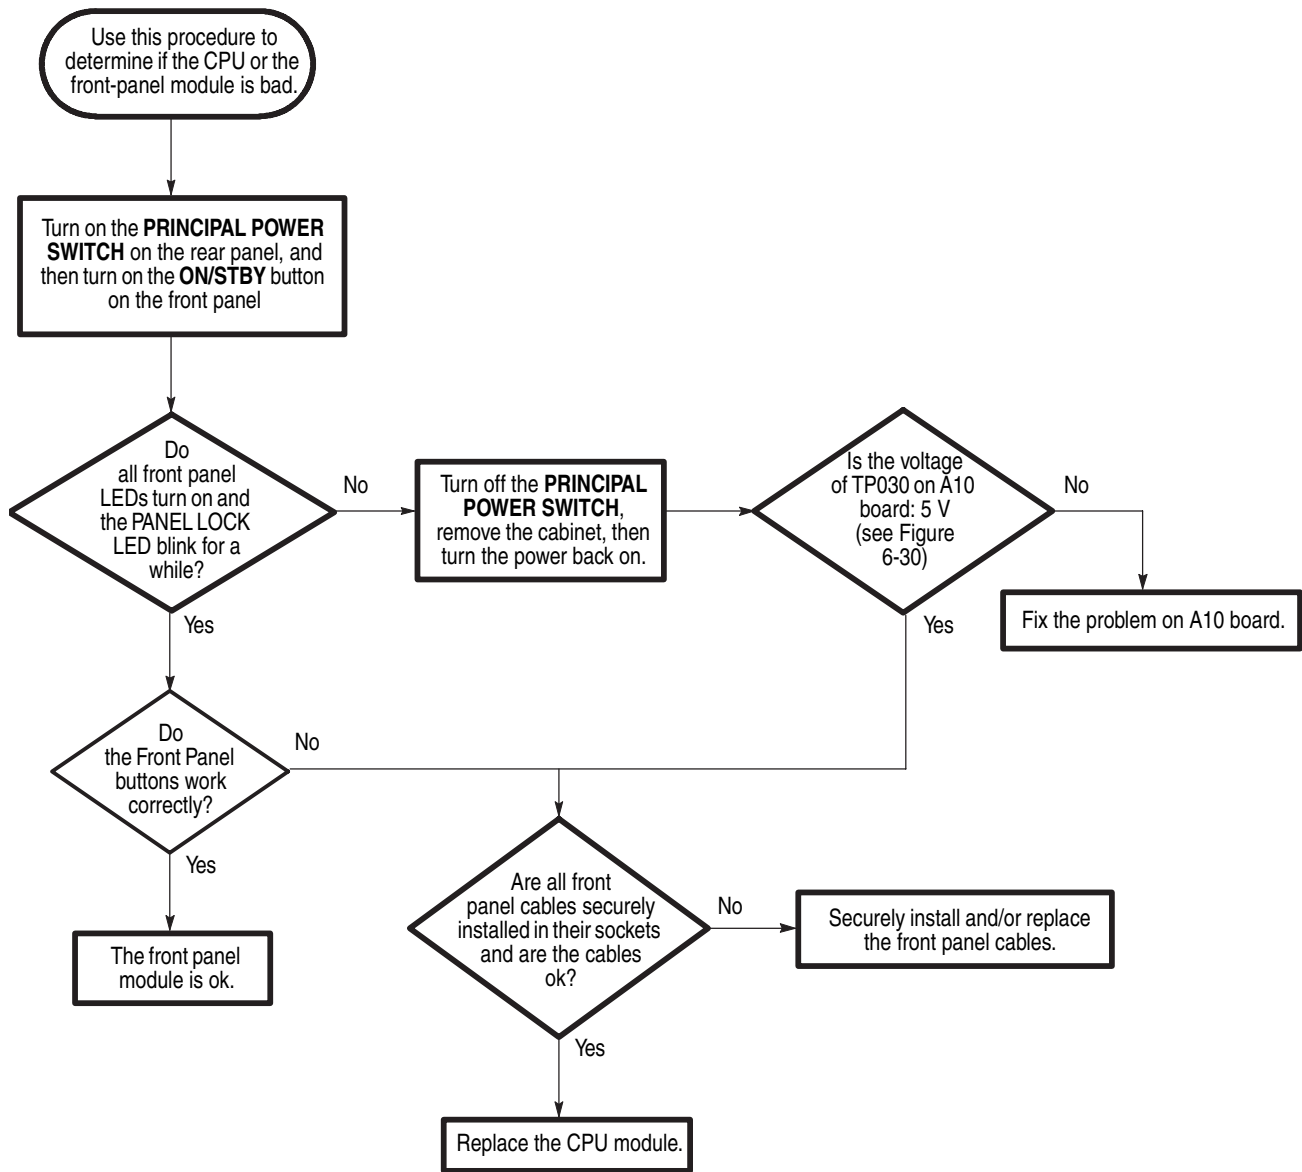 Use this procedure to
determine if the CPU or the
front-panel module is bad.
Turn on the PRINCIPAL POWER
SWITCH on the rear panel, and
then turn on the ON/STBY button
on the front panel
Do
all front panel
LEDs turn on and
the PANEL LOCK
LED blink for a
while?
No
Turn off the PRINCIPAL
POWER SWITCH,
remove the cabinet, then
turn the power back on.
Is the voltage
of TP030 on A10
board: 5 V
(see Figure
6-30)
No
Fix the problem on A10 board.
Yes
Yes
Do
the Front Panel
buttons work
correctly?
No
Yes
The front panel
module is ok.
Are all front
panel cables securely
installed in their sockets
and are the cables
ok?
No
Securely install and/or replace
the front panel cables.
Yes
Replace the CPU module.